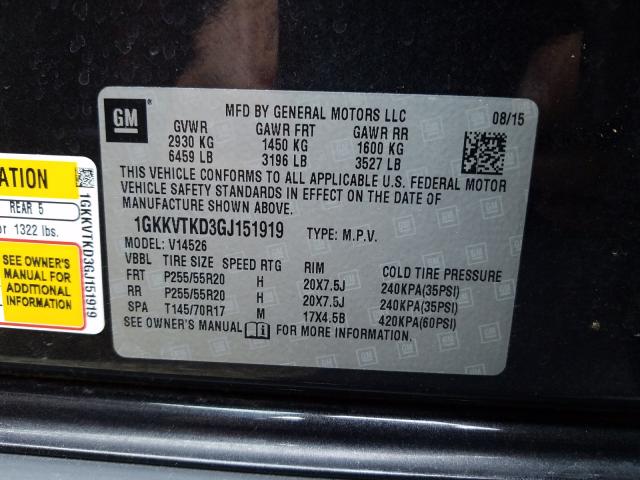 GM
MFD BY GENERAL MOTORS LLC
08/15
GVWR GAWR FRT GAWR RR
2930 KG 1450 KG 1600 KG
6459 LB 3196 LB 3527 LB
THIS VEHICLE CONFORMS TO ALL APPLICABLE U.S. FEDERAL MOTOR
VEHICLE SAFETY STANDARDS IN EFFECT ON THE DATE OF
MANUFACTURE SHOWN ABOVE.
1GKKVTKD3GJ151919 TYPE: M.P.V.
MODEL: V14526
VBBL TIRE SIZE SPEED RTG RIM COLD TIRE PRESSURE
FRT P255/55R20 H 20X7.5J 240KPA(35PSI)
RR P255/55R20 H 20X7.5J 240KPA(35PSI)
SPA T145/70R17 M 17X4.5B 420KPA(60PSI)
SEE OWNER'S MANUAL FOR MORE INFORMATION.
ATION
REAR 5
or 1322 lbs.
SEE OWNER'S
MANUAL FOR
ADDITIONAL
INFORMATION
1GKKVTKD3GJ151919